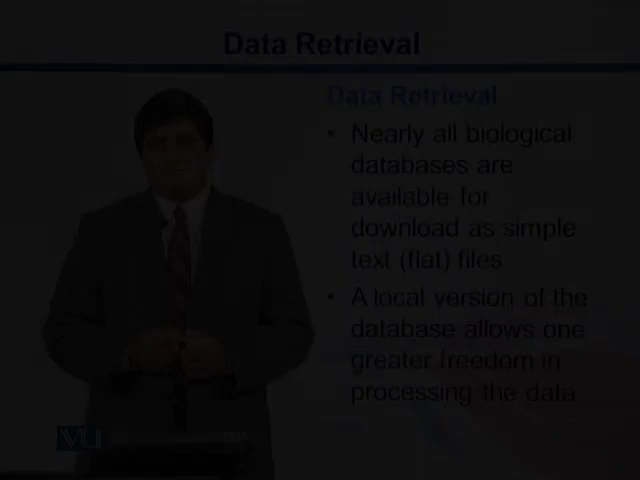 Data Retrieval
Data Retrieval
• Nearly all biological
databases are
available for
download as simple
text (flat) files
• A local version of the
database allows one
greater freedom in
processing the data
VU